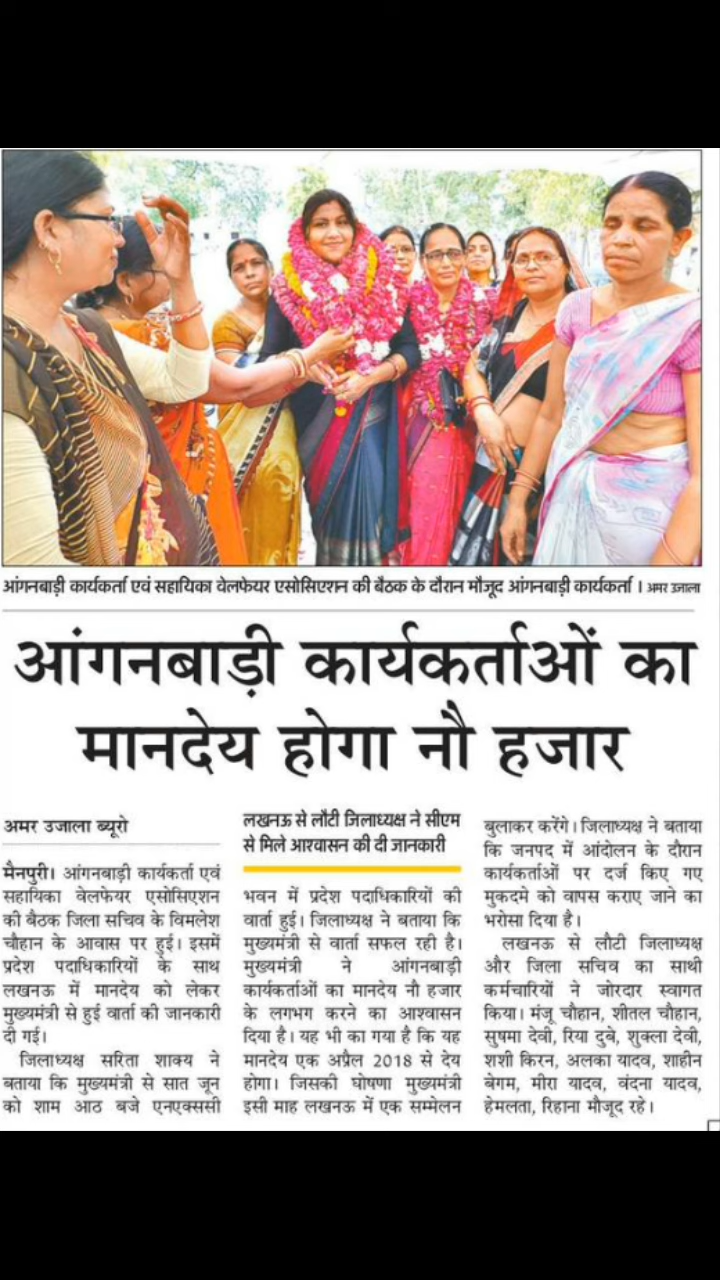 आंगनबाड़ी कार्यकर्ता एवं सहायिका वेलफेयर एसोसिएशन की बैठक के दौरान मौजूद आंगनबाड़ी कार्यकर्ता । अमर उजाला
आंगनबाड़ी कार्यकर्ताओं का
मानदेय होगा नौ हजार
अमर उजाला ब्यूरो
मैनपुरी। आंगनबाड़ी कार्यकर्ता एवं
सहायिका वेलफेयर एसोसिएशन
की बैठक जिला सचिव के विमलेश
चौहान के आवास पर हुई। इसमें
प्रदेश पदाधिकारियों के साथ
लखनऊ में मानदेय को लेकर
मुख्यमंत्री से हुई वार्ता की जानकारी
दी गई।
जिलाध्यक्ष सरिता शाक्य ने
बताया कि मुख्यमंत्री से सात जून
को शाम आठ बजे एनएक्ससी
लखनऊ से लौटी जिलाध्यक्ष ने सीएम
से मिले आश्वासन की दी जानकारी
भवन में प्रदेश पदाधिकारियों की
वार्ता हुई। जिलाध्यक्ष ने बताया कि
मुख्यमंत्री से वार्ता सफल रही है।
मुख्यमंत्री ने आंगनबाड़ी
कार्यकर्ताओं का मानदेय नौ हजार
के लगभग करने का आश्वासन
दिया है। यह भी का गया है कि यह
मानदेय एक अप्रैल 2018 से देय
होगा। जिसकी घोषणा मुख्यमंत्री
इसी माह लखनऊ में एक सम्मेलन
बुलाकर करेंगे। जिलाध्यक्ष ने बताया
कि जनपद में आंदोलन के दौरान
कार्यकर्ताओं पर दर्ज किए गए
मुकदमे को वापस कराए जाने का
भरोसा दिया है।
लखनऊ से लौटी जिलाध्यक्ष
और जिला सचिव का साथी
कर्मचारियों ने जोरदार स्वागत
किया। मंजू चौहान, शीतल चौहान,
सुषमा देवी, रिया दुबे, शुक्ला देवी,
शशी किरन, अलका यादव, शाहीन
बेगम, मीरा यादव, वंदना यादव,
हेमलता, रिहाना मौजूद रहे।